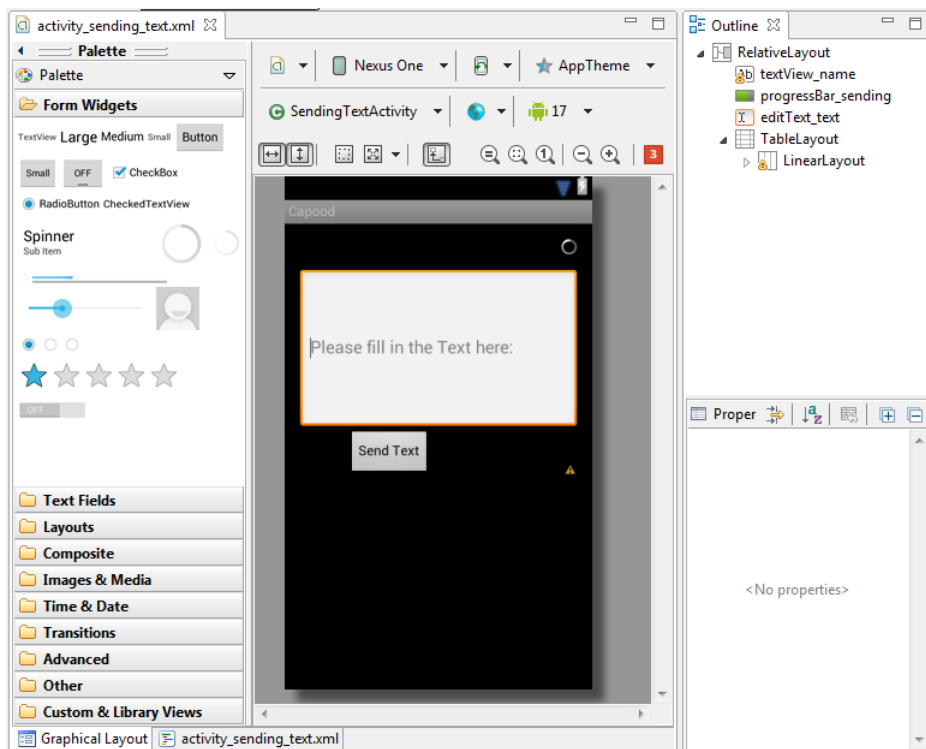 activity_sending_text.xml
Palette
Palette
Form Widgets
TextView Large Medium Small Button
Small OFF CheckBox
RadioButton CheckedTextView
Spinner
Sub Item
OFF
Text Fields
Layouts
Composite
Images & Media
Time & Date
Transitions
Advanced
Other
Custom & Library Views
Graphical Layout
activity_sending_text.xml
Nexus One
AppTheme
SendingTextActivity
17
1
3
Capood
Please fill in the Text here:
Send Text
Outline
RelativeLayout
Ab textView_name
progressBar_sending
editText_text
TableLayout
LinearLayout
Proper
<No properties>